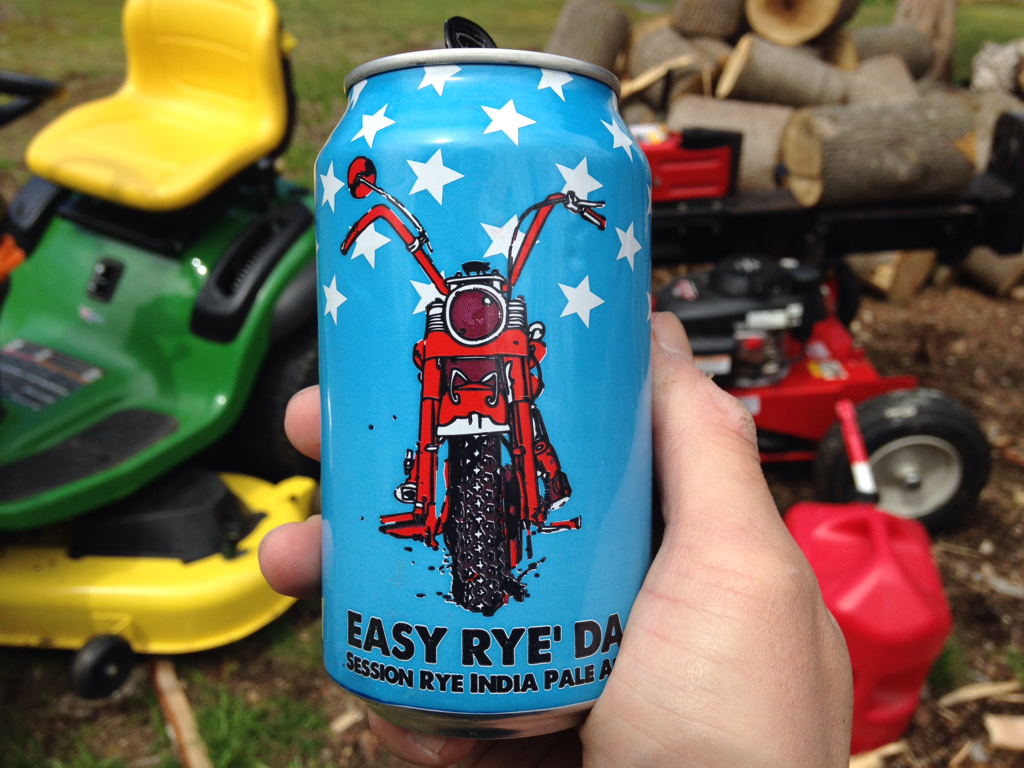 EASY RYE' DA
SESSION RYE INDIA PALE A